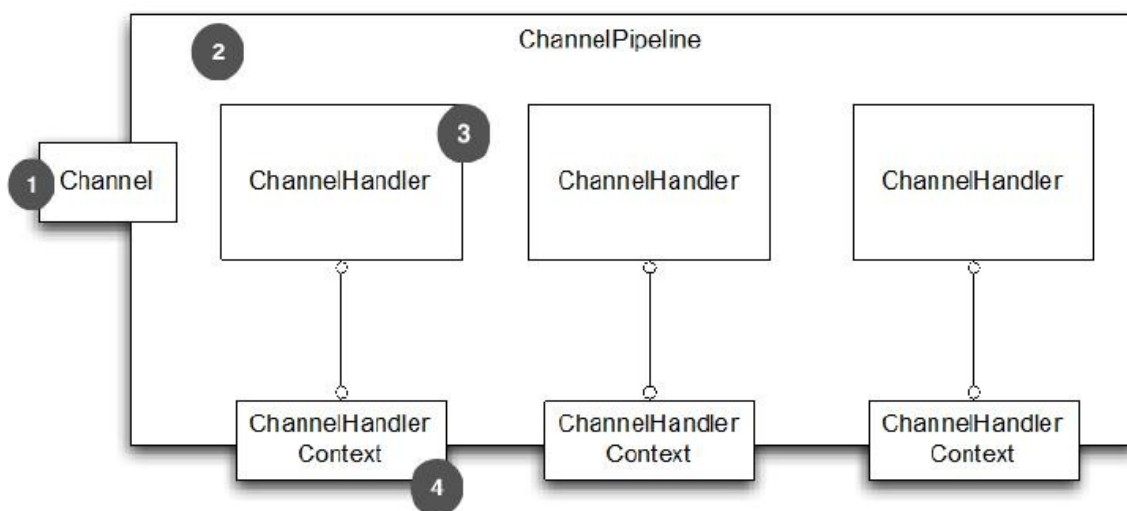 2
ChannelPipeline
3
1
Channel
ChannelHandler
ChannelHandler
ChannelHandler
ChannelHandler
Context
ChannelHandler
Context
ChannelHandler
Context
4